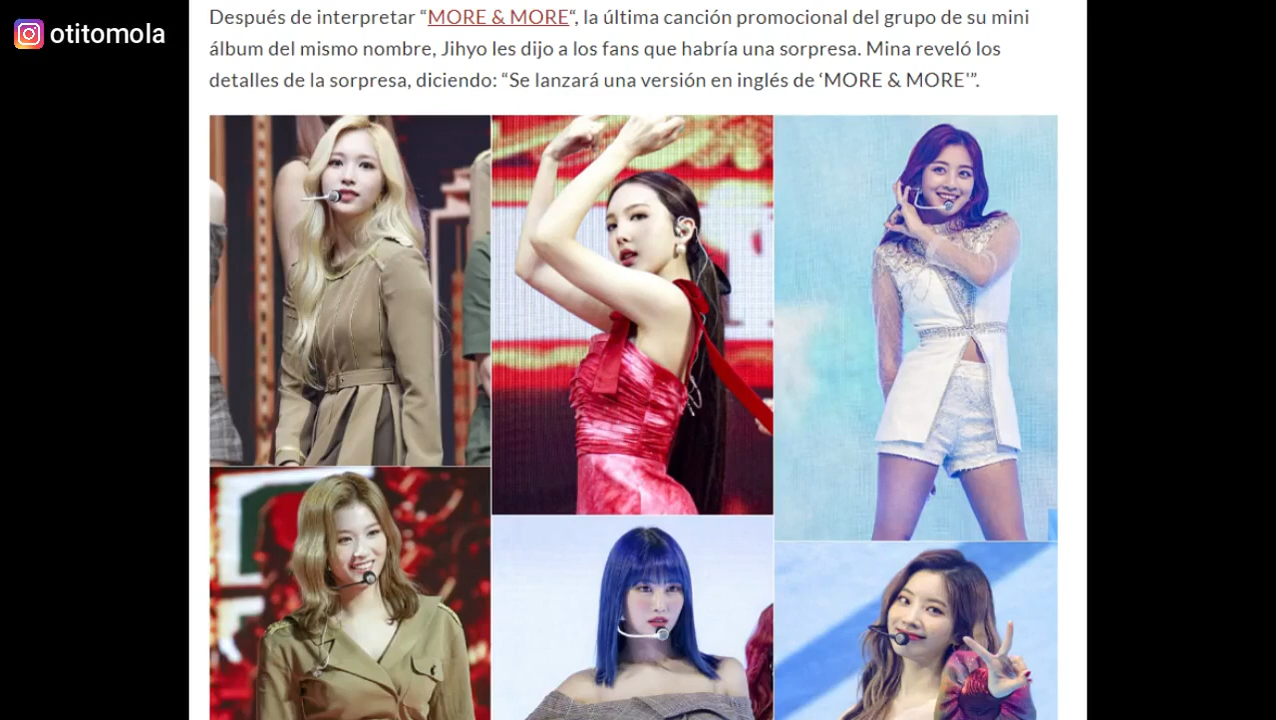 otitomola
Después de interpretar “MORE & MORE“, la última canción promocional del grupo de su mini
álbum del mismo nombre, Jihyo les dijo a los fans que habría una sorpresa. Mina reveló los
detalles de la sorpresa, diciendo: “Se lanzará una versión en inglés de ‘MORE & MORE'”.